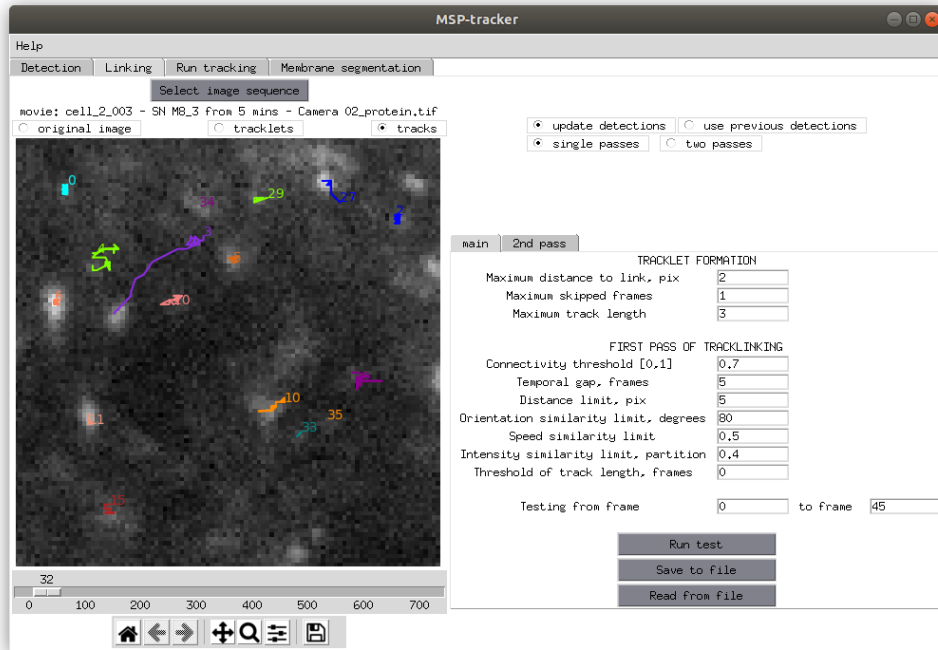 MSP-tracker
Help
Detection Linking Run tracking Membrane segmentation
Select image sequence
movie: cell_2_003 - SN M8_3 from 5 mins - Camera 02_protein.tif
original image tracklets tracks
update detections use previous detections
single passes two passes
0
29
27
34
3
main 2nd pass
TRACKLET FORMATION
Maximum distance to link, pix 2
Maximum skipped frames 1
Maximum track length 3
FIRST PASS OF TRACKLINKING
Connectivity threshold [0,1] 0.7
Temporal gap, frames 5
Distance limit, pix 5
Orientation similarity limit, degrees 80
Speed similarity limit 0.5
Intensity similarity limit, partition 0.4
Threshold of track length, frames 0
10
35
33
11
15
Testing from frame 0 to frame 45
Run test
Save to file
Read from file
32
0 100 200 300 400 500 600 700